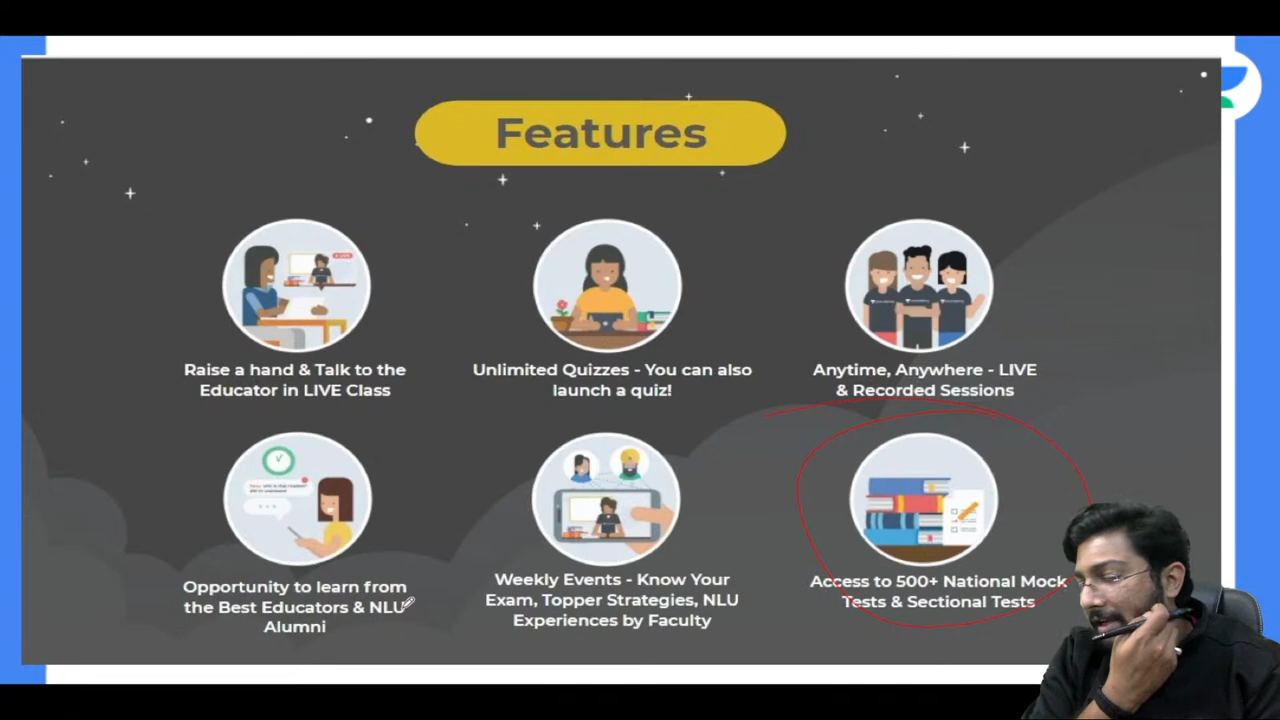 Features
Raise a hand & Talk to the
Educator in LIVE Class
Unlimited Quizzes - You can also
launch a quiz!
Anytime, Anywhere - LIVE
& Recorded Sessions
Opportunity to learn from
the Best Educators & NLU
Alumni
Weekly Events - Know Your
Exam, Topper Strategies, NLU
Experiences by Faculty
Access to 500+ National Mock
Tests & Sectional Tests